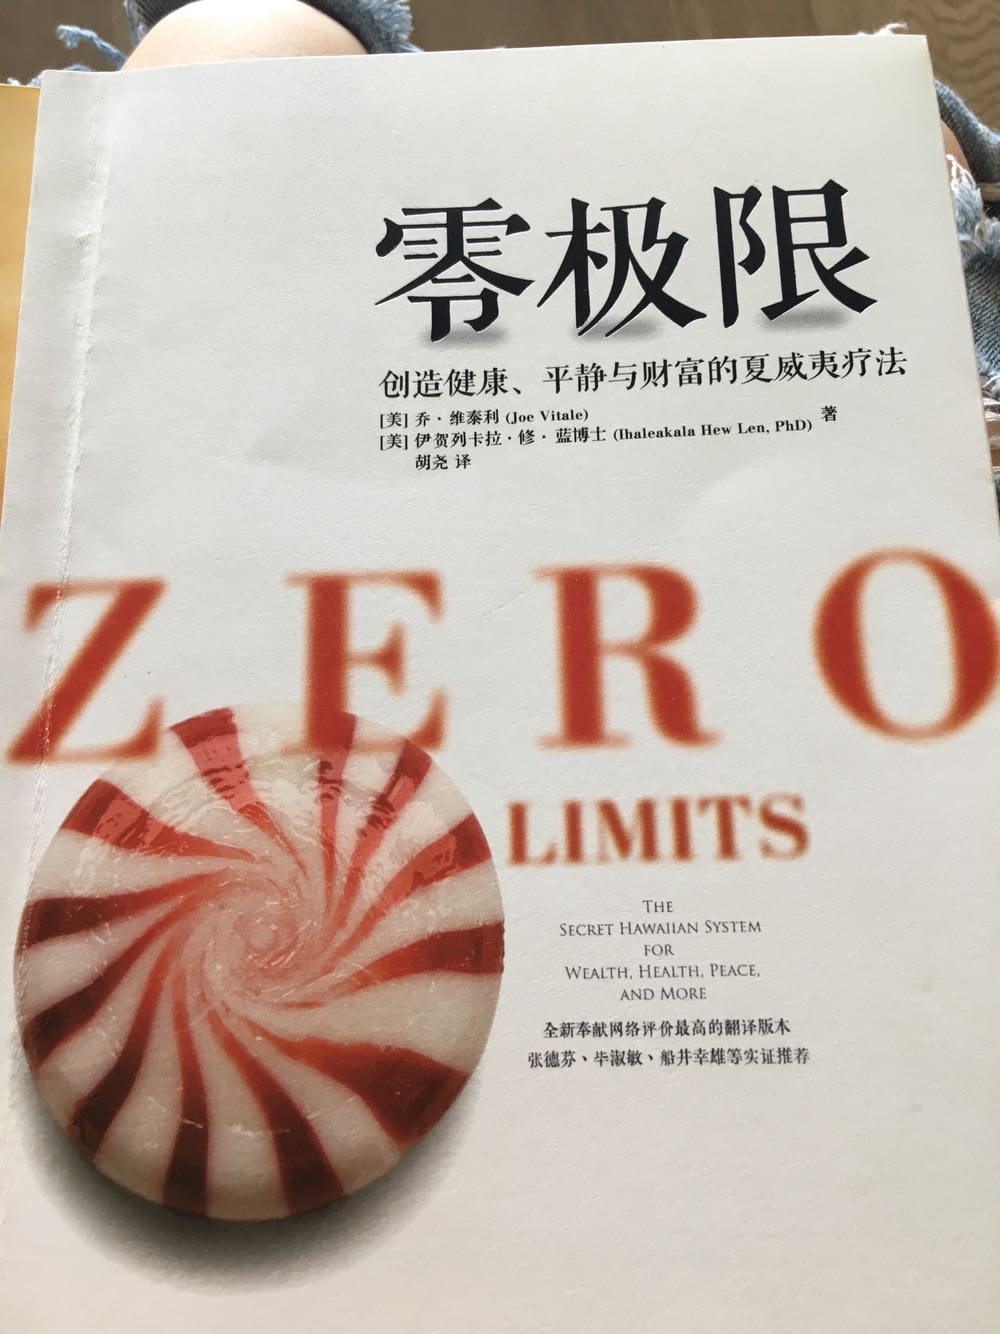 零极限
创造健康、平静与财富的夏威夷疗法
[美] 乔·维泰利 (Joe Vitale)
[美] 伊贺列卡拉·修·蓝博士 (Ihaleakala Hew Len, PhD) 著
胡尧 译
ZERO
LIMITS
THE
SECRET HAWAIIAN SYSTEM
FOR
WEALTH, HEALTH, PEACE,
AND MORE
全新奉献网络评价最高的翻译版本
张德芬、毕淑敏、船井幸雄等实证推荐